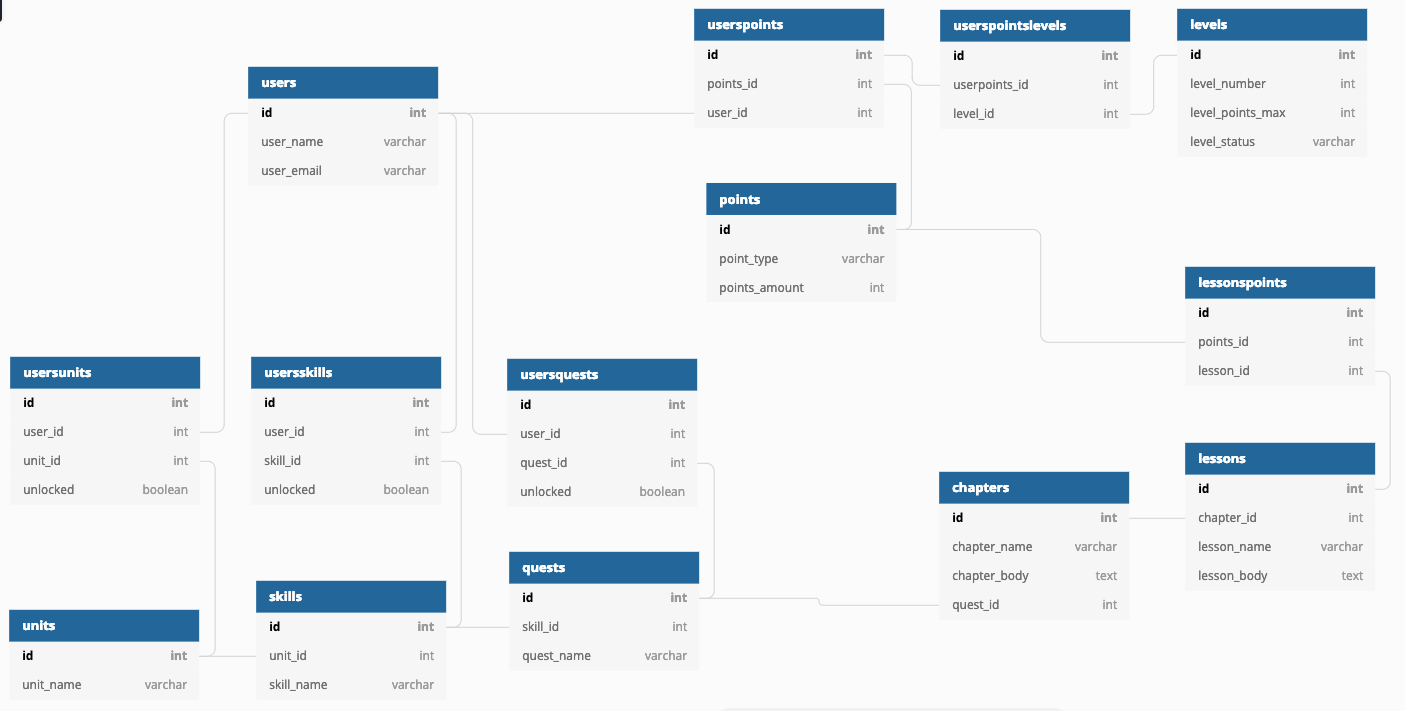 userspoints
id int
points_id int
user_id int
userspointslevels
id int
userpoints_id int
level_id int
levels
id int
level_number int
level_points_max int
level_status varchar
users
id int
user_name varchar
user_email varchar
points
id int
point_type varchar
points_amount int
lessonspoints
id int
points_id int
lesson_id int
usersunits
id int
user_id int
unit_id int
unlocked boolean
usersskills
id int
user_id int
skill_id int
unlocked boolean
usersquests
id int
user_id int
quest_id int
unlocked boolean
chapters
id int
chapter_name varchar
chapter_body text
quest_id int
lessons
id int
chapter_id int
lesson_name varchar
lesson_body text
units
id int
unit_name varchar
skills
id int
unit_id int
skill_name varchar
quests
id int
skill_id int
quest_name varchar